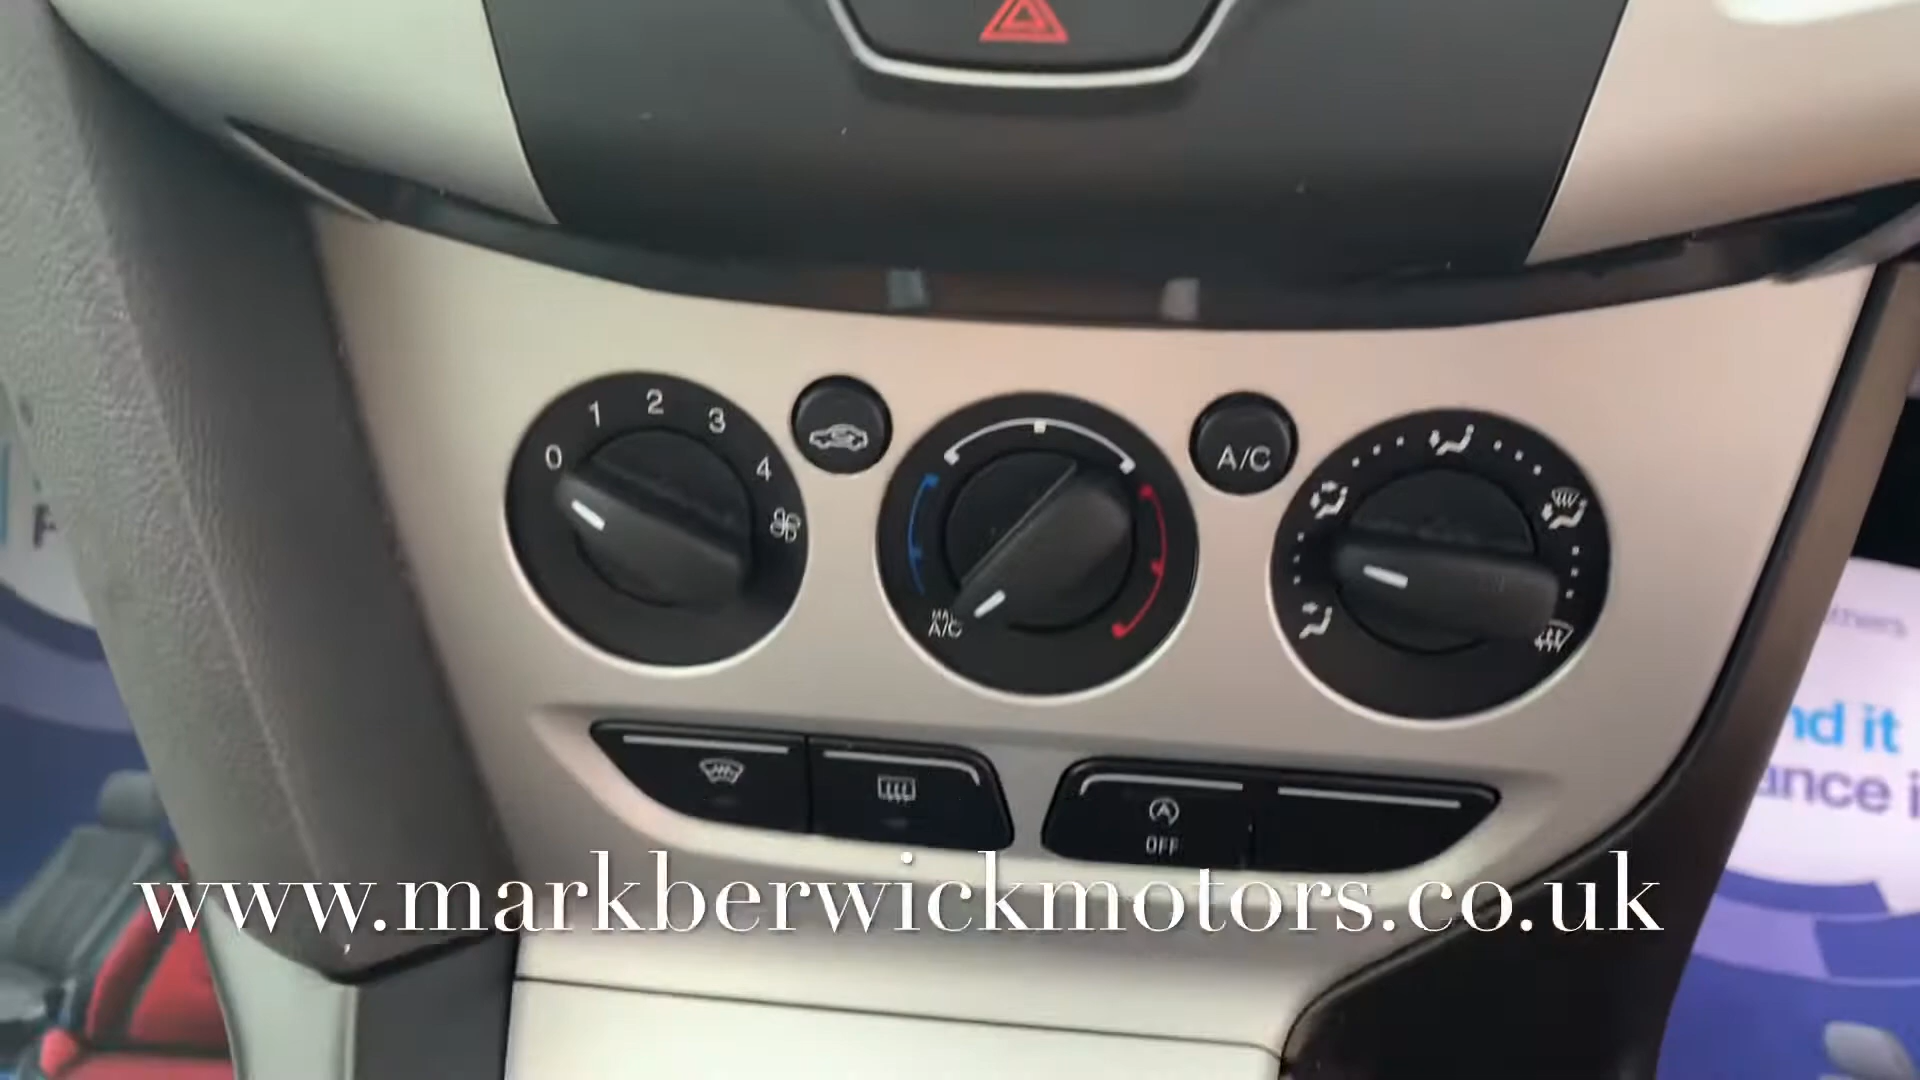 0 1 2 3 4
A/C
MAX
A/C
OFF
nd it
ance i
www.markberwickmotors.co.uk